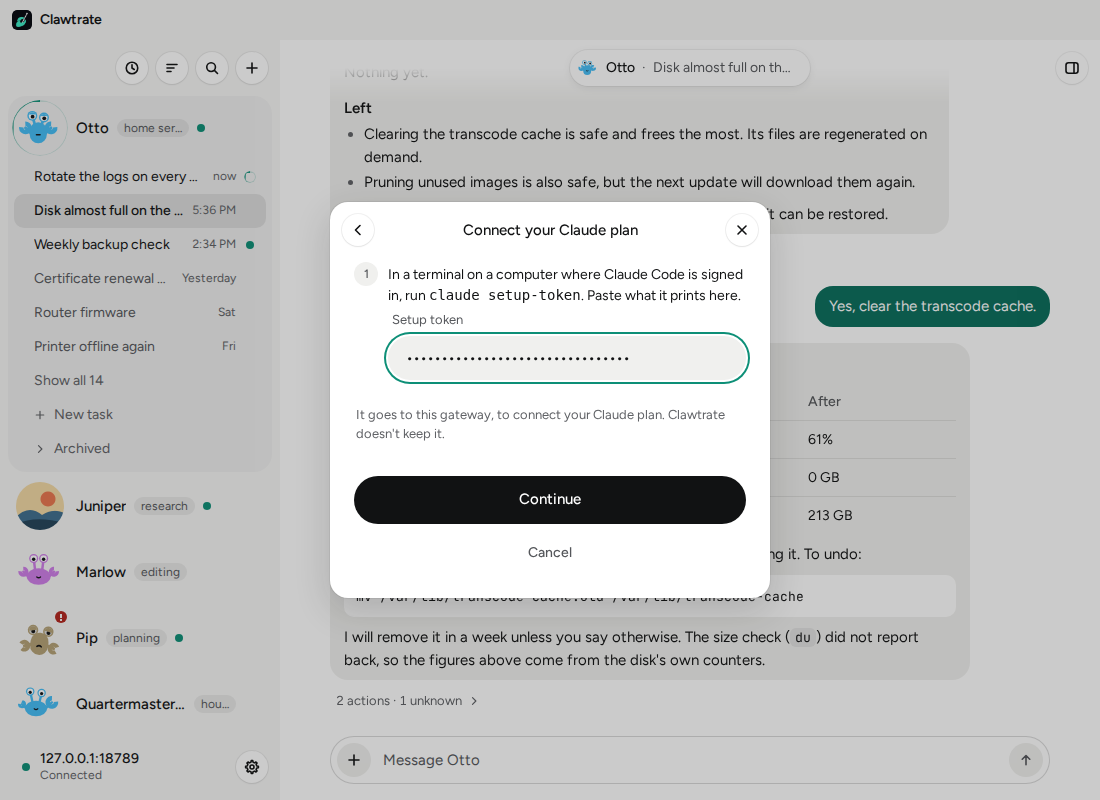 Clawtrate
Otto home ser...
Rotate the logs on every ... now
Disk almost full on the ... 5:36 PM
Weekly backup check 2:34 PM
Certificate renewal ... Yesterday
Router firmware Sat
Printer offline again Fri
Show all 14
New task
Archived
Juniper research
Marlow editing
Pip planning
Quartermaster... hou...
127.0.0.1:18789
Connected
Otto · Disk almost full on th...
Nothing yet.
Left
Clearing the transcode cache is safe and frees the most. Its files are regenerated on
demand.
Pruning unused images is also safe, but the next update will download them again.
it can be restored.
Yes, clear the transcode cache.
After
61%
0 GB
213 GB
it. To undo:
mv /var/lib/transcode-cache.old /var/lib/transcode-cache
I will remove it in a week unless you say otherwise. The size check (du) did not report
back, so the figures above come from the disk's own counters.
2 actions · 1 unknown
Message Otto
Connect your Claude plan
1 In a terminal on a computer where Claude Code is signed
in, run claude setup-token. Paste what it prints here.
Setup token
It goes to this gateway, to connect your Claude plan. Clawtrate
doesn't keep it.
Continue
Cancel